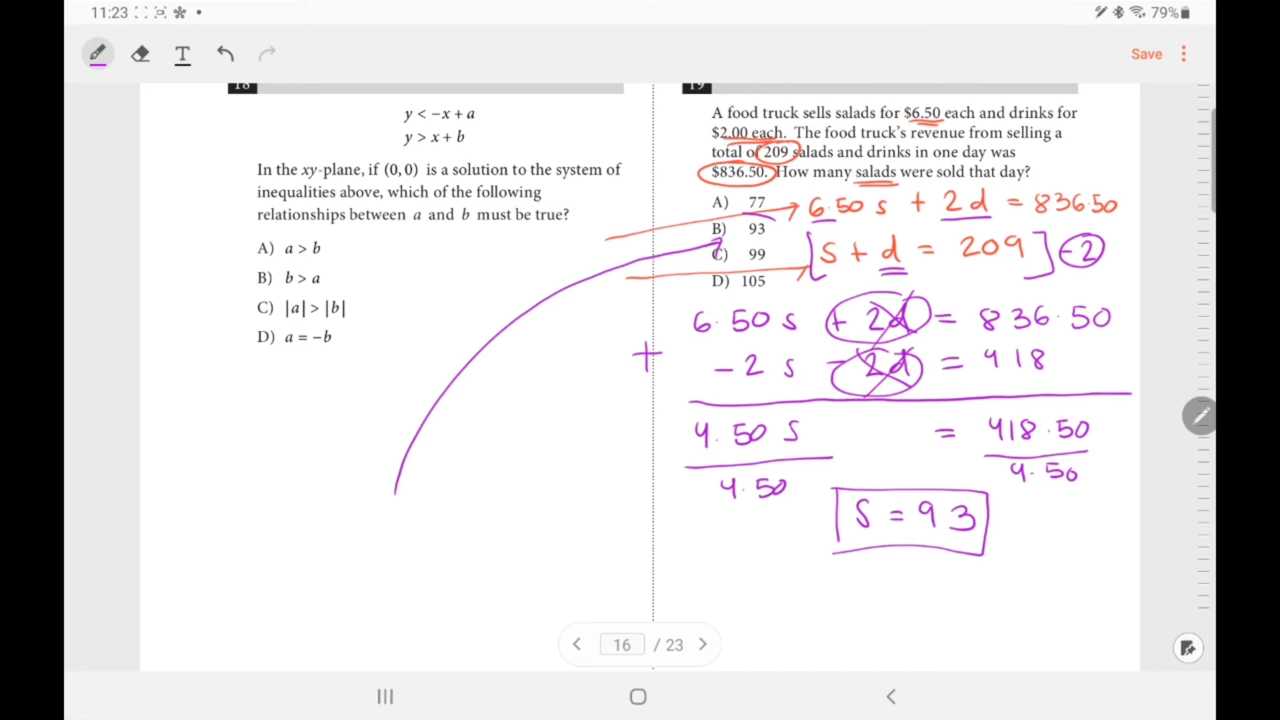 11:23
79%
T
Save
18
y < −x + a
y > x + b
In the xy-plane, if (0,0) is a solution to the system of
inequalities above, which of the following
relationships between a and b must be true?
A) a > b
B) b > a
C) |a| > |b|
D) a = −b
19
A food truck sells salads for $6.50 each and drinks for
$2.00 each. The food truck's revenue from selling a
total of 209 salads and drinks in one day was
$836.50. How many salads were sold that day?
A) 77
B) 93
C) 99
D) 105
6.50 s + 2d = 836.50
[s + d = 209] -2
6.50 s + 2d = 836.50
+ -2 s - 2d = 418
4.50 s = 418.50
4.50 4.50
s = 93
16 / 23